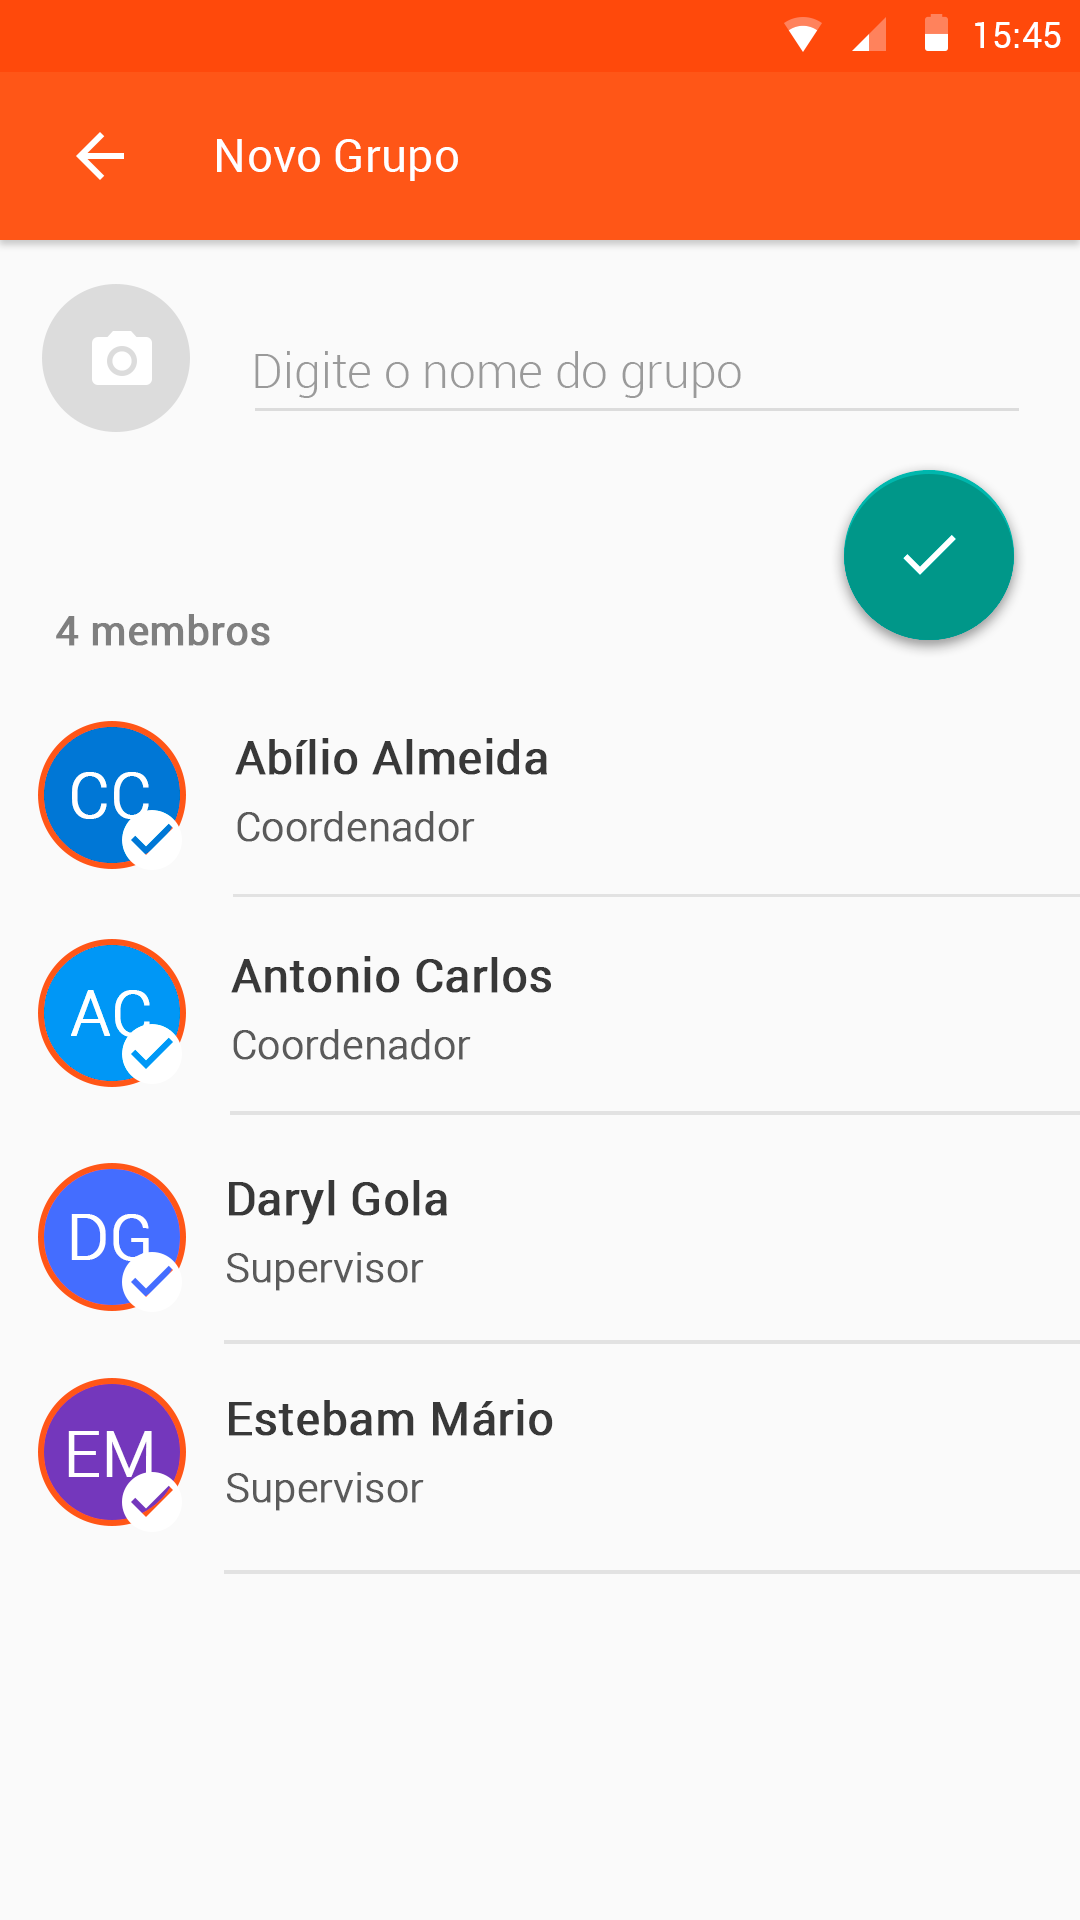 15:45
Novo Grupo
Digite o nome do grupo
4 membros
CC
Abílio Almeida
Coordenador
AC
Antonio Carlos
Coordenador
DG
Daryl Gola
Supervisor
EM
Estebam Mário
Supervisor